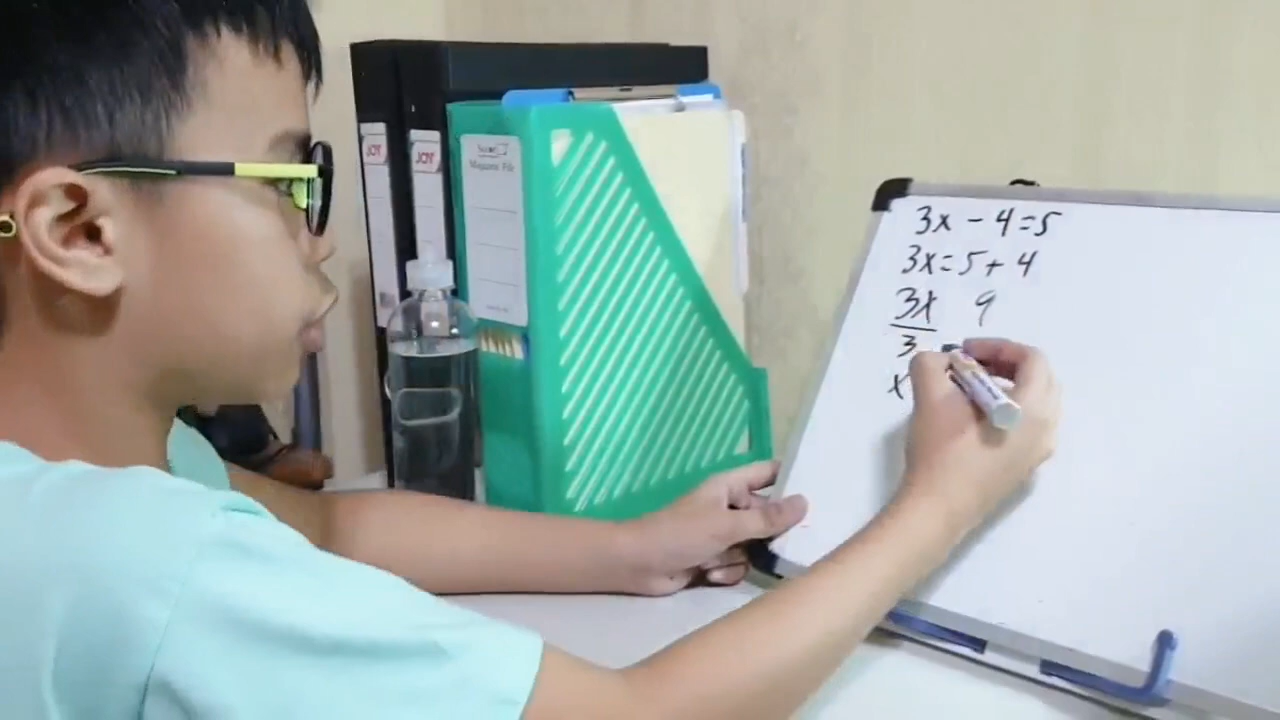 JOY
JOY
Magazine File
3x - 4 = 5
3x = 5 + 4
3x 9
3
x